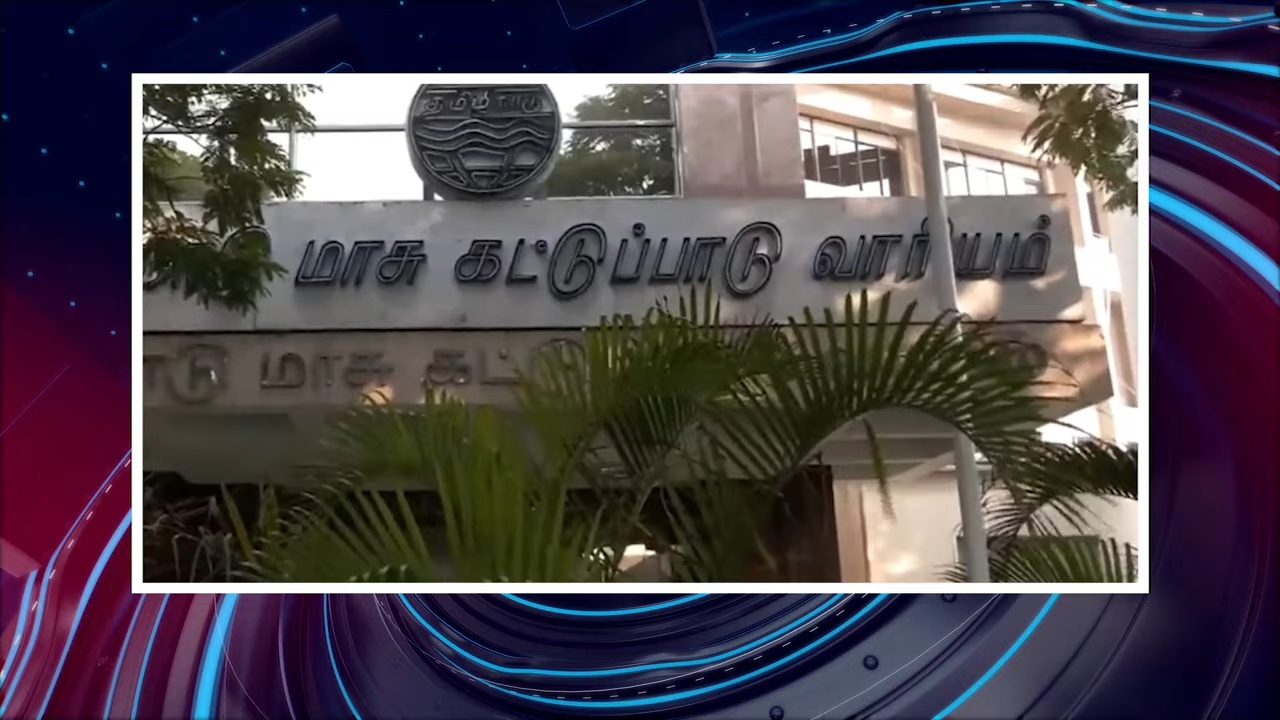 தமிழ் நாடு
மாசு கட்டுப்பாடு வாரியம்
மாசு